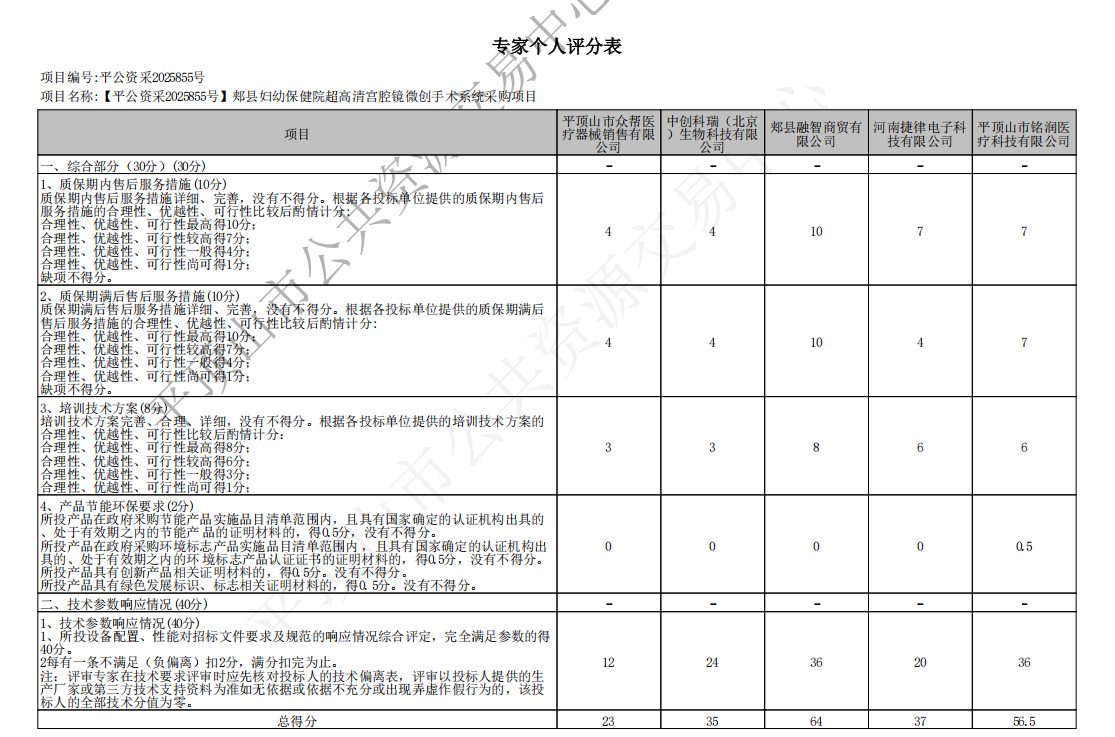 专家个人评分表
项目编号:平公资采2025855号
项目名称:【平公资采2025855号】郏县妇幼保健院超高清宫腔镜微创手术系统采购项目
项目
平顶山市众帮医
疗器械销售有限
公司
中创科瑞(北京
)生物科技有限
公司
郏县融智商贸有
限公司
河南捷律电子科
技有限公司
平顶山市铭润医
疗科技有限公司
一、综合部分(30分)(30分)
-
-
-
-
-
1、质保期内售后服务措施(10分)
质保期内售后服务措施详细、完善,没有不得分。根据各投标单位提供的质保期内售后
服务措施的合理性、优越性、可行性比较后酌情计分:
合理性、优越性、可行性最高得10分;
合理性、优越性、可行性较高得7分;
合理性、优越性、可行性一般得4分;
合理性、优越性、可行性尚可得1分;
缺项不得分。
4
4
10
7
7
2、质保期满后售后服务措施(10分)
质保期满后售后服务措施详细、完善,没有不得分。根据各投标单位提供的质保期满后
售后服务措施的合理性、优越性、可行性比较后酌情计分:
合理性、优越性、可行性最高得10分;
合理性、优越性、可行性较高得7分;
合理性、优越性、可行性一般得4分;
合理性、优越性、可行性尚可得1分;
缺项不得分。
4
4
10
4
7
3、培训技术方案(8分)
培训技术方案完善、合理、详细,没有不得分。根据各投标单位提供的培训技术方案的
合理性、优越性、可行性比较后酌情计分:
合理性、优越性、可行性最高得8分;
合理性、优越性、可行性较高得6分;
合理性、优越性、可行性一般得3分;
合理性、优越性、可行性尚可得1分;
3
3
8
6
6
4、产品节能环保要求(2分)
所投产品在政府采购节能产品实施品目清单范围内,且具有国家确定的认证机构出具的
、处于有效期之内的节能产品的证明材料的,得0.5分,没有不得分。
所投产品在政府采购环境标志产品实施品目清单范围内,且具有国家确定的认证机构出
具的、处于有效期之内的环境标志产品认证证书的证明材料的,得0.5分,没有不得分。
所投产品具有创新产品相关证明材料的,得0.5分。没有不得分。
所投产品具有绿色发展标识、标志相关证明材料的,得0.5分。没有不得分。
0
0
0
0
0.5
二、技术参数响应情况(40分)
-
-
-
-
-
1、技术参数响应情况(40分)
1、所投设备配置、性能对招标文件要求及规范的响应情况综合评定,完全满足参数的得
40分。
2每有一条不满足(负偏离)扣2分,满分扣完为止。
注:评审专家在技术要求评审时应先核对投标人的技术偏离表,评审以投标人提供的生
产厂家或第三方技术支持资料为准如无依据或依据不充分或出现弄虚作假行为的,该投
标人的全部技术分值为零。
12
24
36
20
36
总得分
23
35
64
37
56.5
平顶山市公共资源交易中心
平顶山市公共资源交易中心